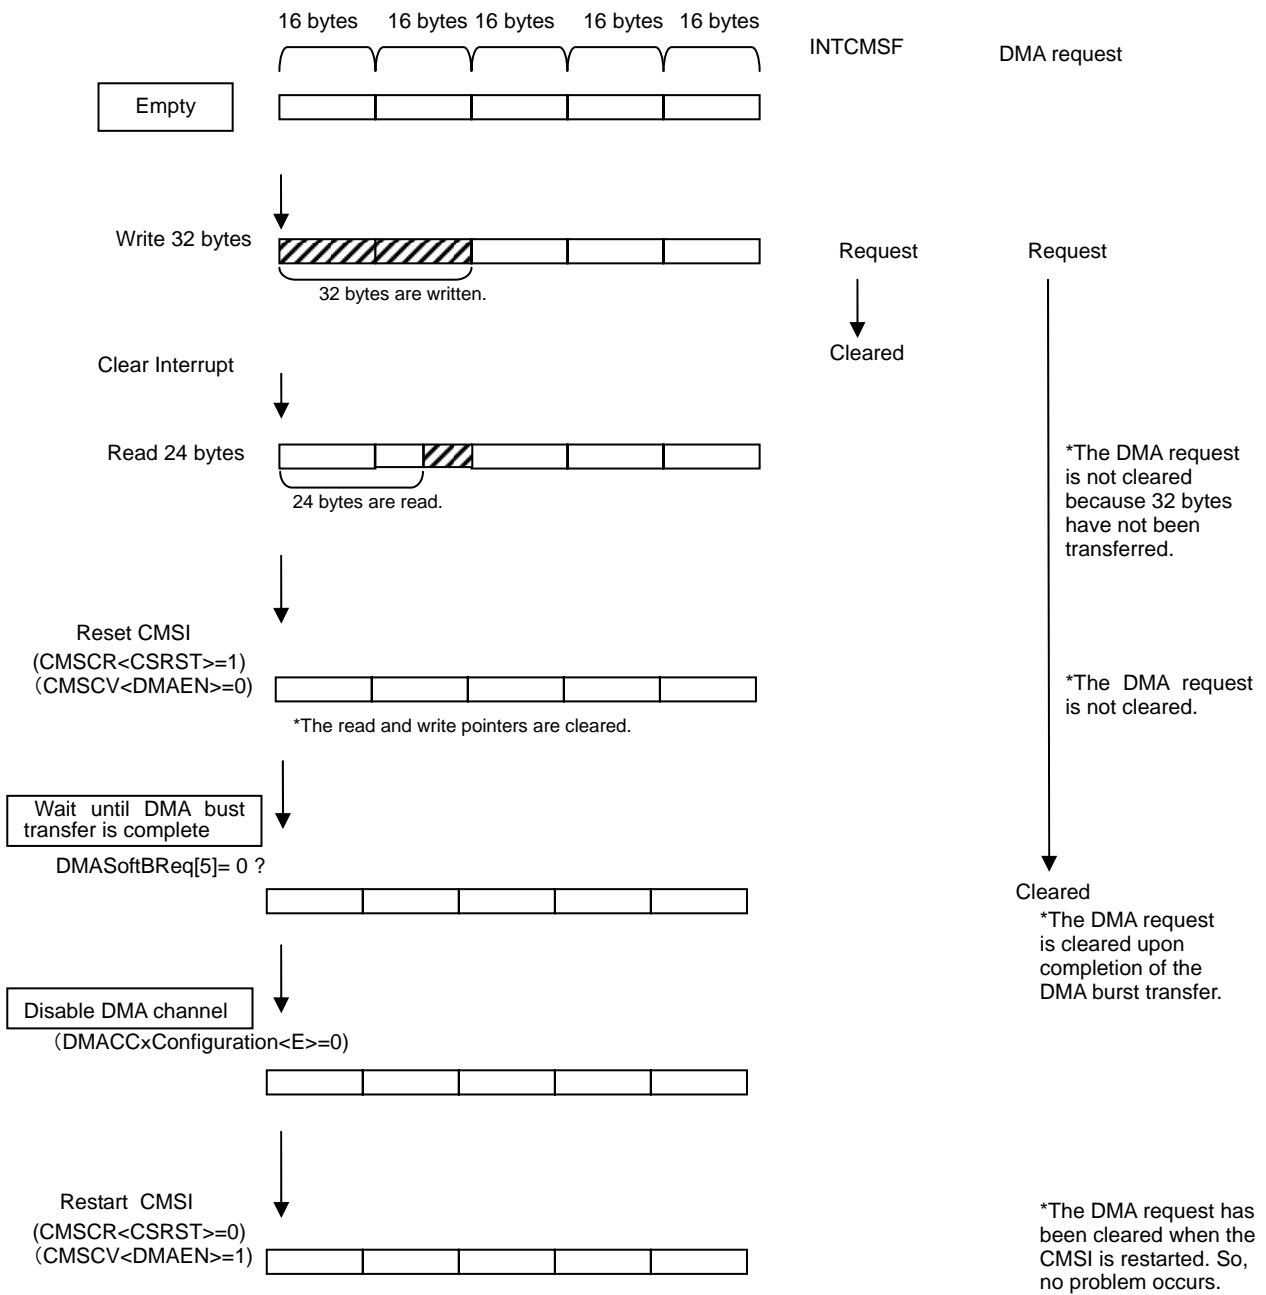 16 bytes 16 bytes 16 bytes 16 bytes 16 bytes
INTCMSF
DMA request
Empty
Write 32 bytes
Request
Request
32 bytes are written.
Cleared
Clear Interrupt
Read 24 bytes
24 bytes are read.
*The DMA request
is not cleared
because 32 bytes
have not been
transferred.
Reset CMSI
(CMSCR<CSRST>=1)
（CMSCV<DMAEN>=0)
*The read and write pointers are cleared.
*The DMA request
is not cleared.
Wait until DMA bust
transfer is complete
DMASoftBReq[5]= 0 ?
Cleared
*The DMA request
is cleared upon
completion of the
DMA burst transfer.
Disable DMA channel
（DMACCxConfiguration<E>=0)
Restart CMSI
(CMSCR<CSRST>=0)
（CMSCV<DMAEN>=1)
*The DMA request has
been cleared when the
CMSI is restarted. So,
no problem occurs.